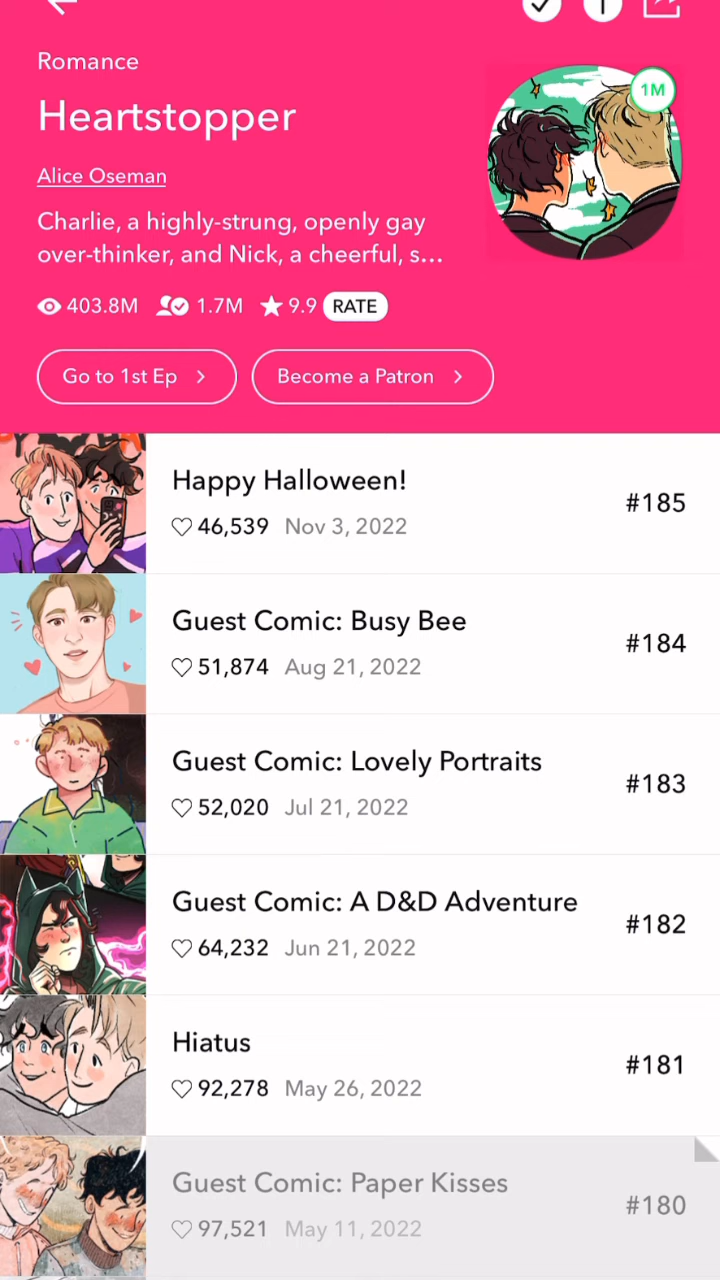 Romance
Heartstopper
1M
Alice Oseman
Charlie, a highly-strung, openly gay
over-thinker, and Nick, a cheerful, s...
403.8M 1.7M 9.9 RATE
Go to 1st Ep Become a Patron
Happy Halloween!
46,539 Nov 3, 2022
#185
Guest Comic: Busy Bee
51,874 Aug 21, 2022
#184
Guest Comic: Lovely Portraits
52,020 Jul 21, 2022
#183
Guest Comic: A D&D Adventure
64,232 Jun 21, 2022
#182
Hiatus
92,278 May 26, 2022
#181
Guest Comic: Paper Kisses
97,521 May 11, 2022
#180